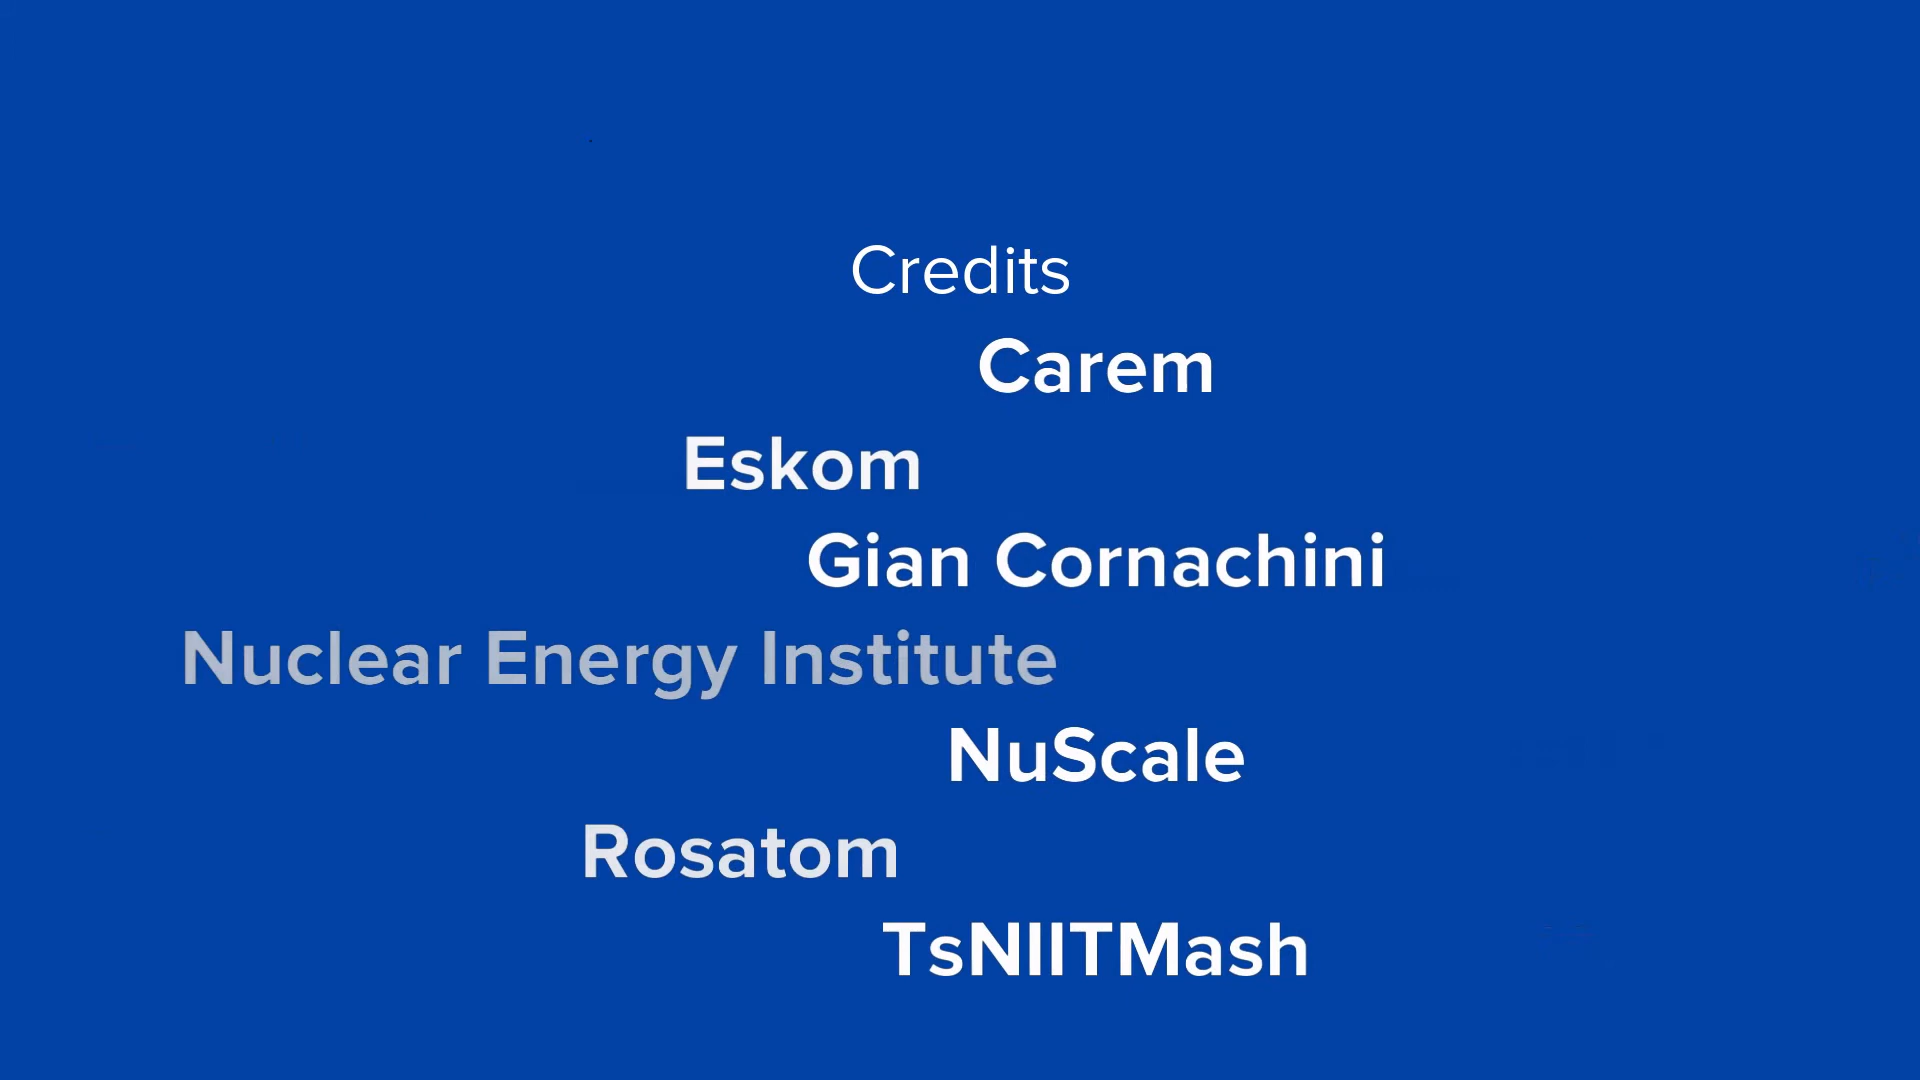 Credits
Carem
Eskom
Gian Cornachini
Nuclear Energy Institute
NuScale
Rosatom
TsNIITMash